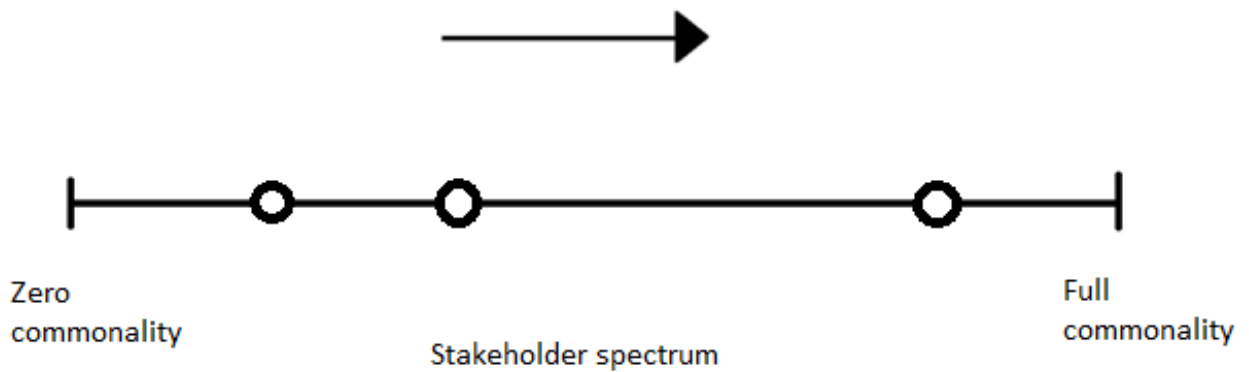 Zero
commonality
Full
commonality
Stakeholder spectrum